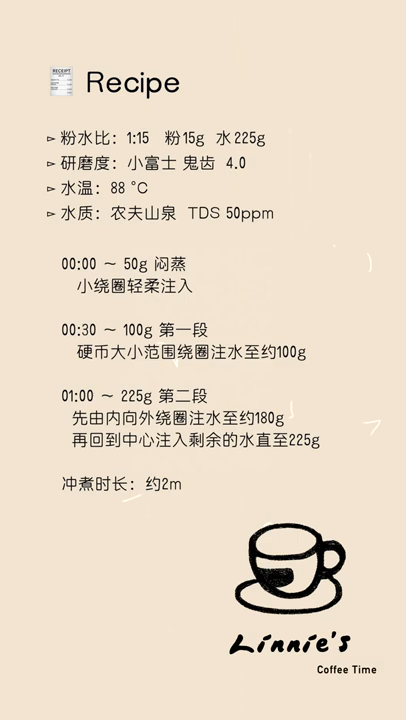 RECEIPT
Recipe
▻ 粉水比：1:15 粉15g 水225g
▻ 研磨度：小富士 鬼齿 4.0
▻ 水温：88 °C
▻ 水质：农夫山泉 TDS 50ppm
00:00 ~ 50g 闷蒸
小绕圈轻柔注入
00:30 ~ 100g 第一段
硬币大小范围绕圈注水至约100g
01:00 ~ 225g 第二段
先由内向外绕圈注水至约180g
再回到中心注入剩余的水直至225g
冲煮时长：约2m
Linnie's
Coffee Time